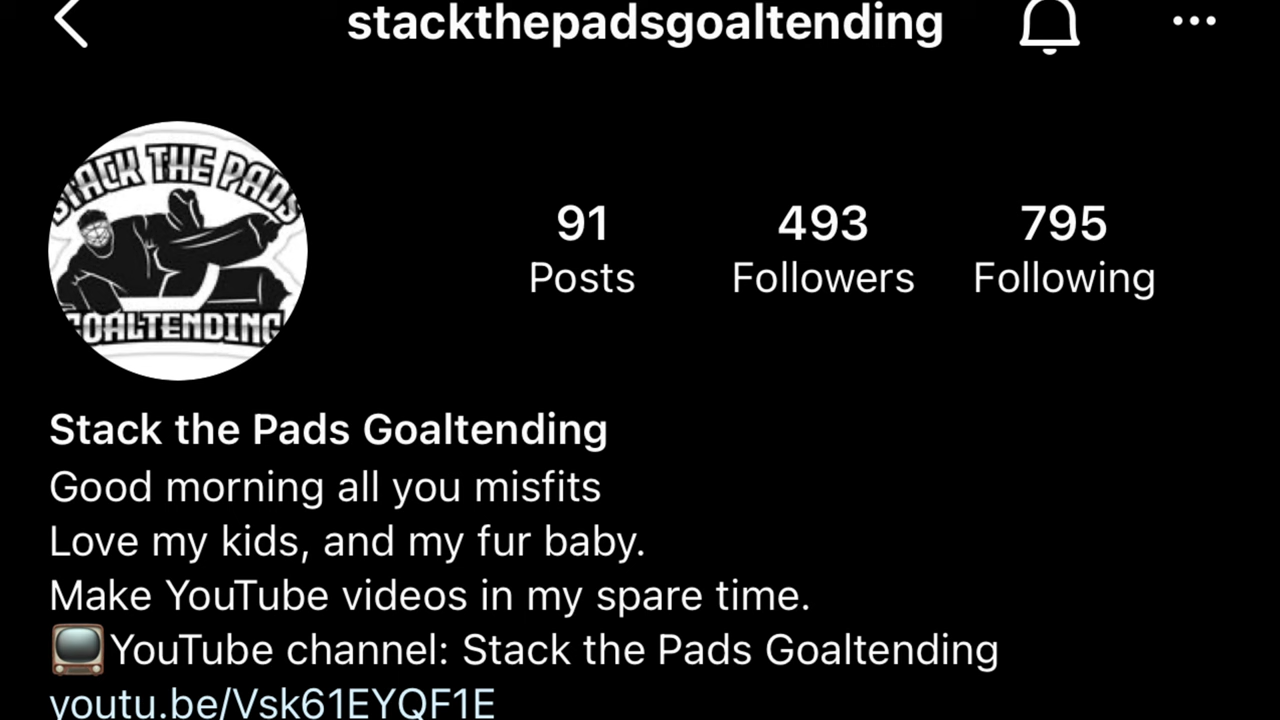 stackthepadsgoaltending
STACK THE PADS
GOALTENDING
91
Posts
493
Followers
795
Following
Stack the Pads Goaltending
Good morning all you misfits
Love my kids, and my fur baby.
Make YouTube videos in my spare time.
📺YouTube channel: Stack the Pads Goaltending
youtu.be/Vsk61EYQF1E